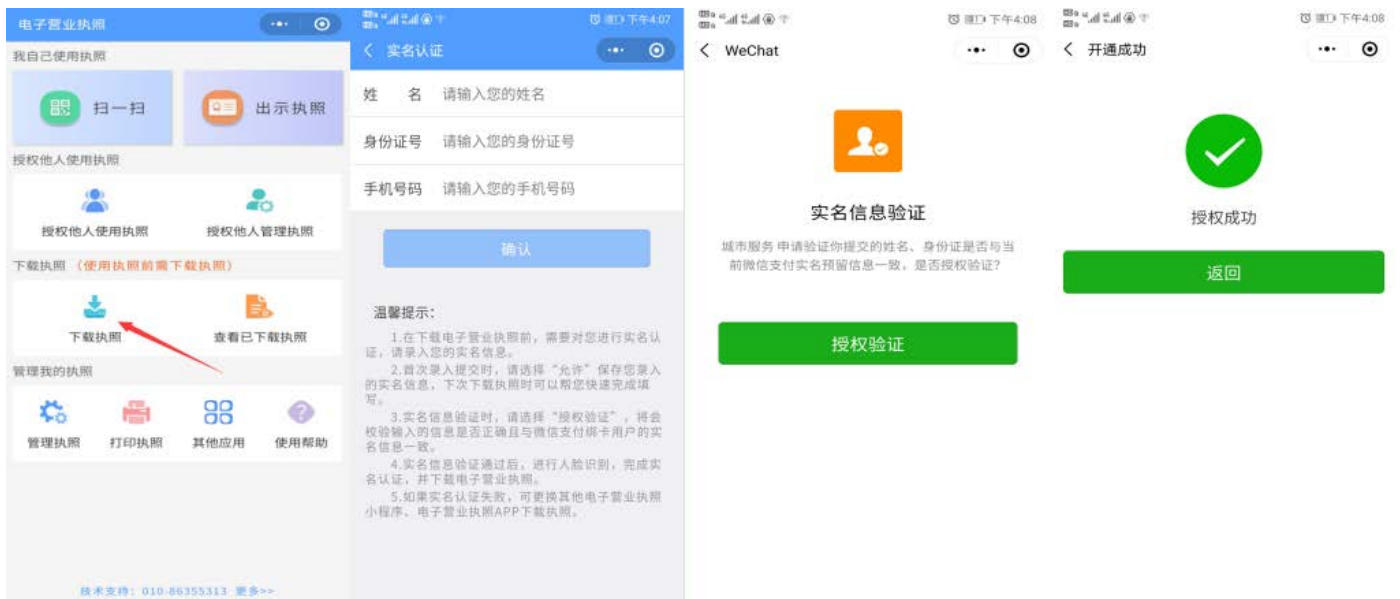 电子营业执照
我自己使用执照
扫一扫
出示执照
授权他人使用执照
授权他人使用执照
授权他人管理执照
下载执照（使用执照前需下载执照）
下载执照
查看已下载执照
管理我的执照
管理执照
打印执照
其他应用
使用帮助
技术支持：010-86355313 更多>>
下午4:07
实名认证
姓 名 请输入您的姓名
身份证号 请输入您的身份证号
手机号码 请输入您的手机号码
确认
温馨提示：
1.在下载电子营业执照前，需要对您进行实名认
证，请录入您的实名信息。
2.首次录入提交时，请选择“允许”保存您录入
的实名信息，下次下载执照时可以帮您快速完成填
写。
3.实名信息验证时，请选择“授权验证”，将会
校验输入的信息是否正确且与微信支付绑卡用户的实
名信息一致。
4.实名信息验证通过后，进行人脸识别，完成实
名认证，并下载电子营业执照。
5.如果实名认证失败，可更换其他电子营业执照
小程序、电子营业执照APP下载执照。
下午4:08
WeChat
实名信息验证
城市服务 申请验证你提交的姓名、身份证是否与当
前微信支付实名预留信息一致，是否授权验证？
授权验证
下午4:08
开通成功
授权成功
返回